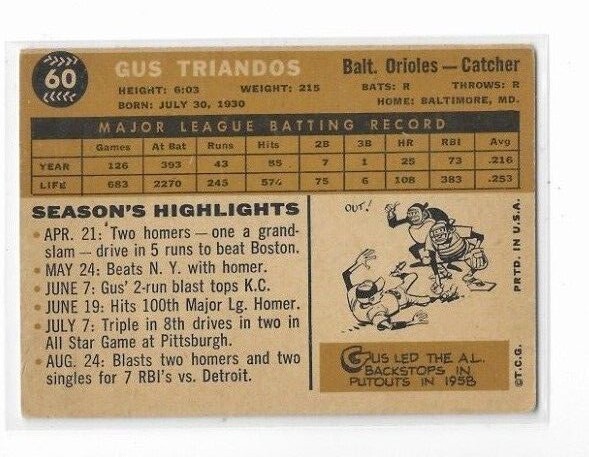 60
GUS TRIANDOS
Balt. Orioles — Catcher
HEIGHT: 6:03 WEIGHT: 215 BATS: R THROWS: R
BORN: JULY 30, 1930 HOME: BALTIMORE, MD.
MAJOR LEAGUE BATTING RECORD
Games At Bat Runs Hits 2B 3B HR RBI Avg
YEAR 126 393 43 85 7 1 25 73 .216
LIFE 683 2270 245 574 75 6 108 383 .253
SEASON'S HIGHLIGHTS
• APR. 21: Two homers — one a grand-
slam — drive in 5 runs to beat Boston.
• MAY 24: Beats N. Y. with homer.
• JUNE 7: Gus' 2-run blast tops K.C.
• JUNE 19: Hits 100th Major Lg. Homer.
• JULY 7: Triple in 8th drives in two in
All Star Game at Pittsburgh.
• AUG. 24: Blasts two homers and two
singles for 7 RBI's vs. Detroit.
OUT!
GUS LED THE A.L.
BACKSTOPS IN
PUTOUTS IN 1958
©T.C.G. PRTD. IN U.S.A.